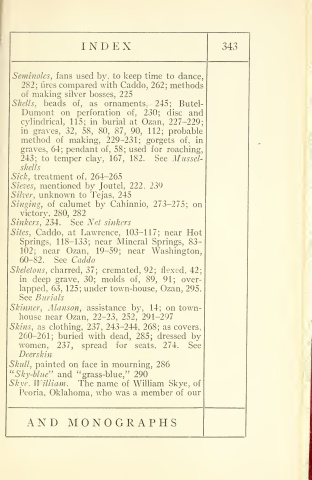 INDEX
343
Seminoles, fans used by, to keep time to dance,
282; fires compared with Caddo, 262; methods
of making silver bosses, 225
Shells, beads of, as ornaments, 245; Butel-
Dumont on perforation of, 230; disc and
cylindrical, 115; in burial at Ozan, 227-229;
in graves, 32, 58, 80, 87, 90, 112; probable
method of making, 229-231; gorgets of, in
graves, 64; pendant of, 58; used for roaching,
243; to temper clay, 167, 182. See Mussel-
shells
Sick, treatment of, 264-265
Sieves, mentioned by Joutel, 222, 239
Silver, unknown to Tejas, 245
Singing, of calumet by Cahinnio, 273-275; on
victory, 280, 282
Sinkers, 234. See Net sinkers
Sites, Caddo, at Lawrence, 103-117; near Hot
Springs, 118-133; near Mineral Springs, 83-
102; near Ozan, 19-59; near Washington,
60-82. See Caddo
Skeletons, charred, 37; cremated, 92; flexed, 42;
in deep grave, 30; molds of, 89, 91; over-
lapped, 63, 125; under town-house, Ozan, 295.
See Burials
Skinner, Alanson, assistance by, 14; on town-
house near Ozan, 22-23, 252, 291-297
Skins, as clothing, 237, 243-244, 268; as covers,
260-261; buried with dead, 285; dressed by
women, 237, spread for seats, 274. See
Deerskin
Skull, painted on face in mourning, 286
"Sky-blue" and "grass-blue," 290
Skye, William. The name of William Skye, of
Peoria, Oklahoma, who was a member of our
AND MONOGRAPHS